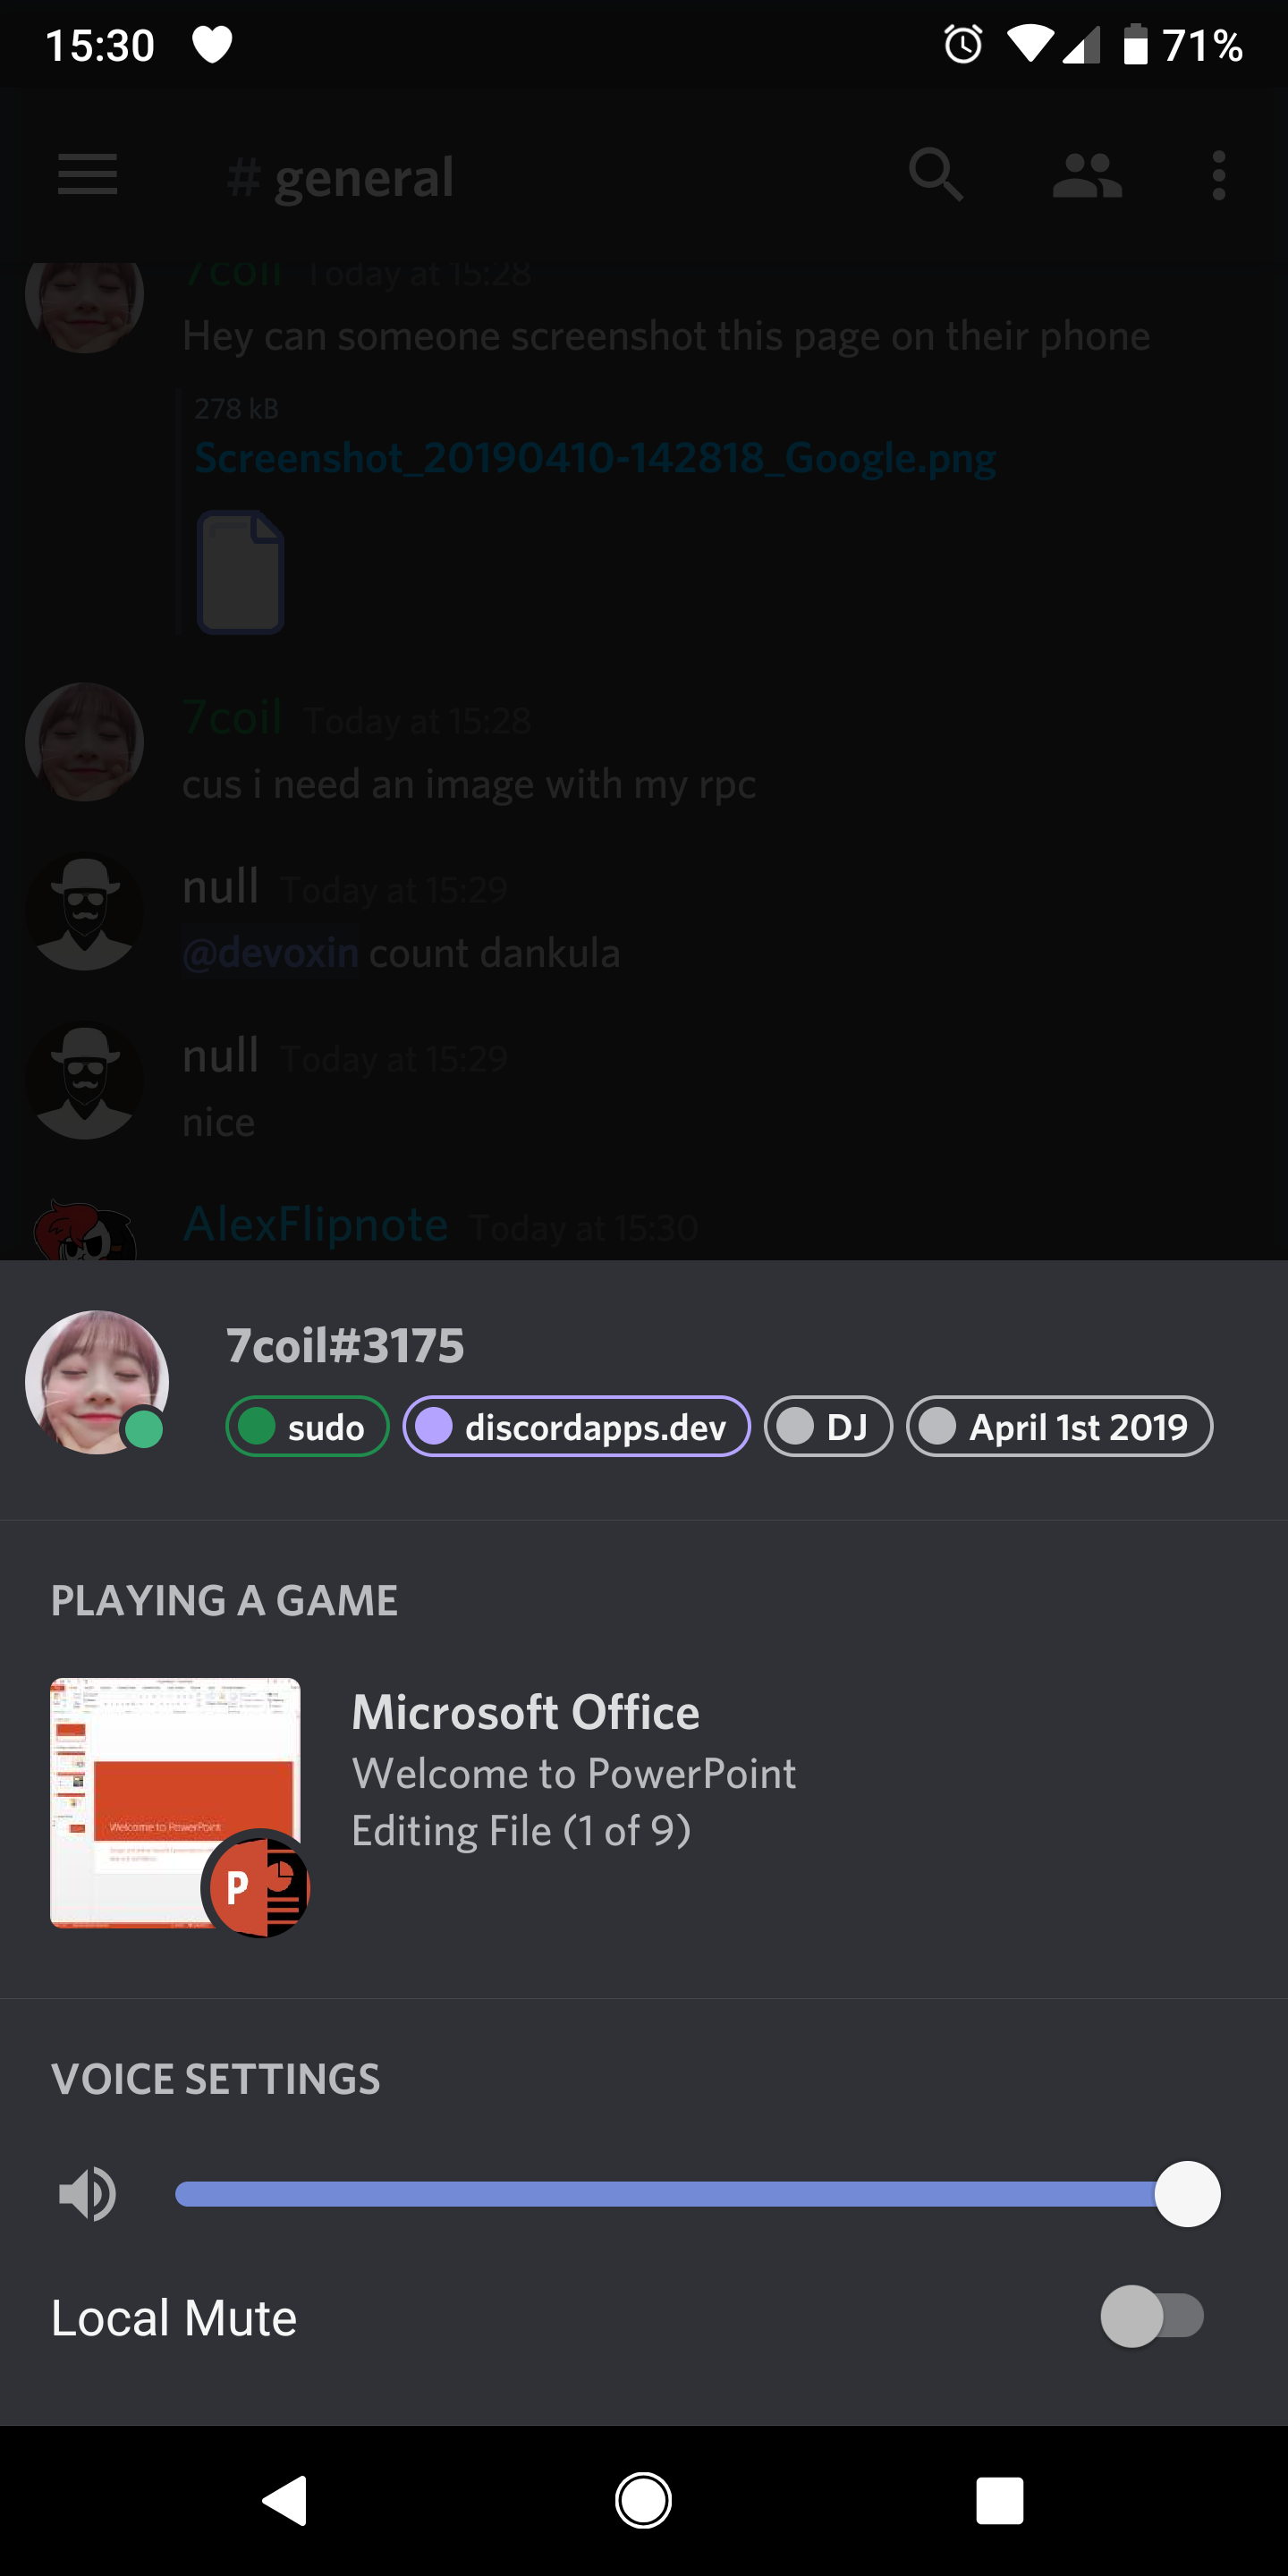 15:30 71%
# general
7coil Today at 15:28
Hey can someone screenshot this page on their phone
278 kB
Screenshot_20190410-142818_Google.png
7coil Today at 15:28
cus i need an image with my rpc
null Today at 15:29
@devoxin count dankula
null Today at 15:29
nice
AlexFlipnote Today at 15:30
7coil#3175
sudo discordapps.dev DJ April 1st 2019
PLAYING A GAME
Welcome to PowerPoint
P
Microsoft Office
Welcome to PowerPoint
Editing File (1 of 9)
VOICE SETTINGS
Local Mute